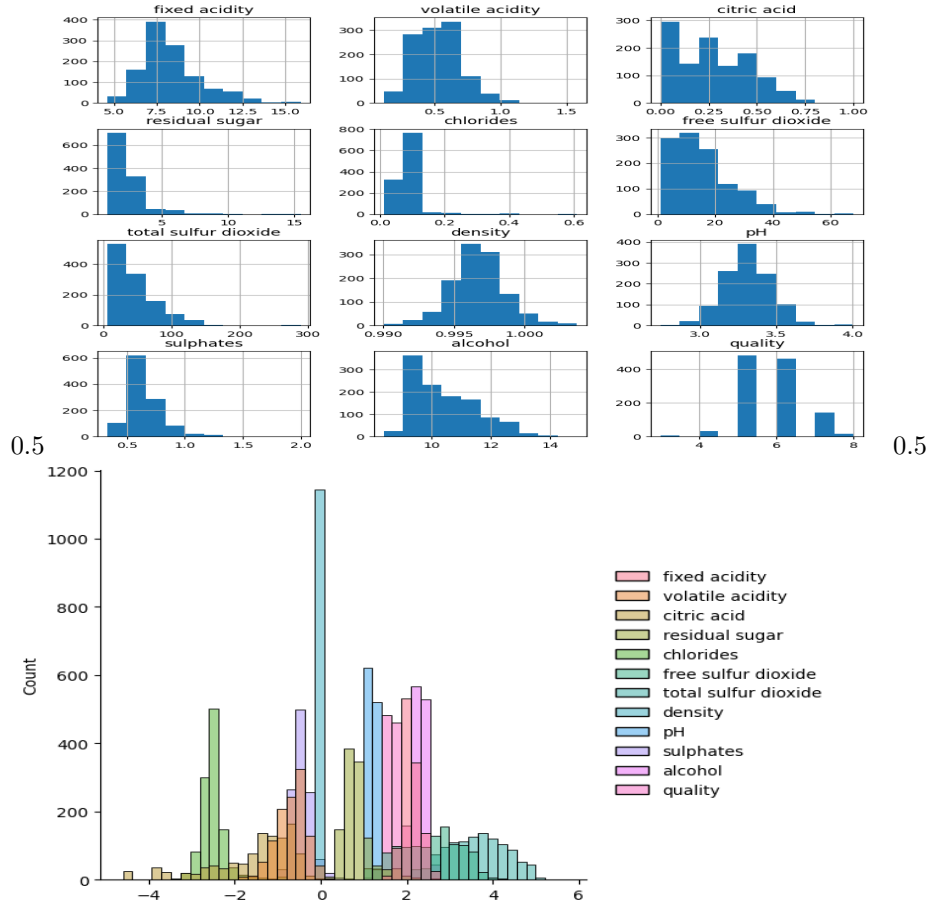 fixed acidity volatile acidity citric acid
400 300 200 100 0
300 200 100 0
300 200 100 0
5.0 7.5 10.0 12.5 15.0 0.5 1.0 1.5 0.00 0.25 0.50 0.75 1.00
residual sugar chlorides free sulfur dioxide
600 400 200 0
800 600 400 200 0
300 200 100 0
5 10 15 0.0 0.2 0.4 0.6 20 40 60
total sulfur dioxide density pH
400 200 0
300 200 100 0
400 300 200 100 0
0 100 200 300 0.990 0.995 1.000 3.0 3.5 4.0
sulphates alcohol quality
600 400 200 0
300 200 100 0
400 200 0
0.5 1.0 1.5 2.0 10 12 14 4 6 8
0.5 0.5
1200
1000
800
600
400
200
0
Count
−4 −2 0 2 4 6
fixed acidity
volatile acidity
citric acid
residual sugar
chlorides
free sulfur dioxide
total sulfur dioxide
density
pH
sulphates
alcohol
quality